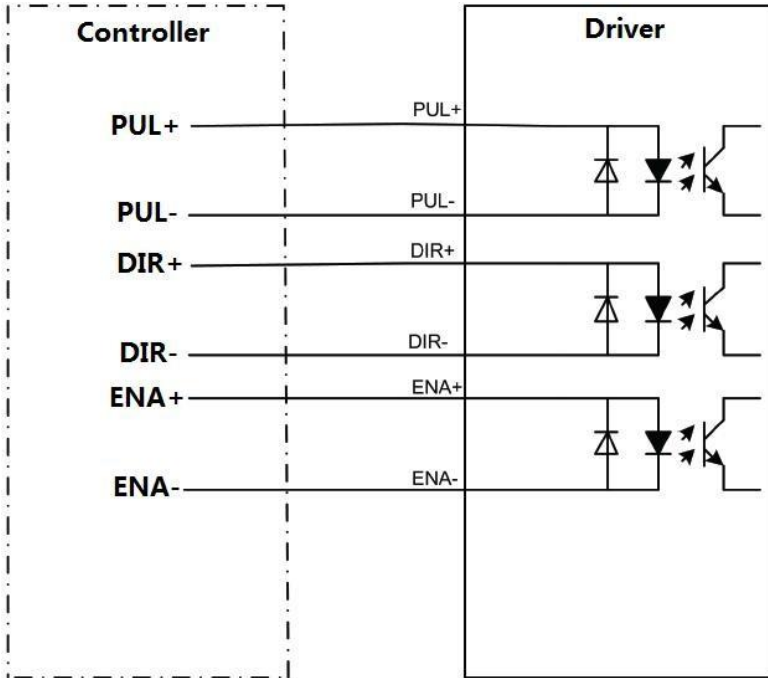 Controller
Driver
PUL+
PUL+
PUL-
PUL-
DIR+
DIR+
DIR-
DIR-
ENA+
ENA+
ENA-
ENA-